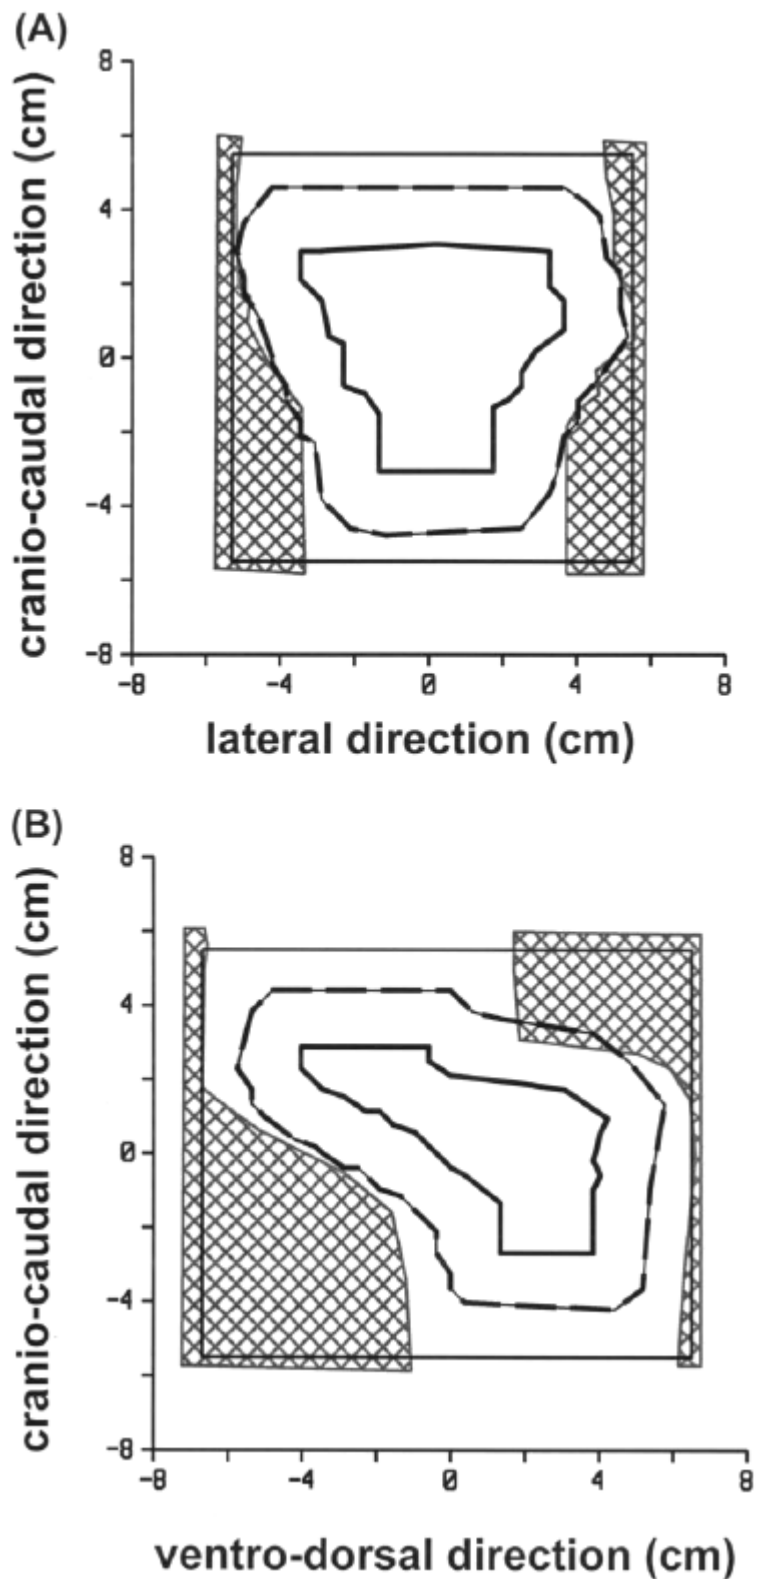 (A)
cranio-caudal direction (cm)
8
4
0
-4
-8
-8 -4 0 4 8
lateral direction (cm)
(B)
cranio-caudal direction (cm)
8
4
0
-4
-8
-8 -4 0 4 8
ventro-dorsal direction (cm)